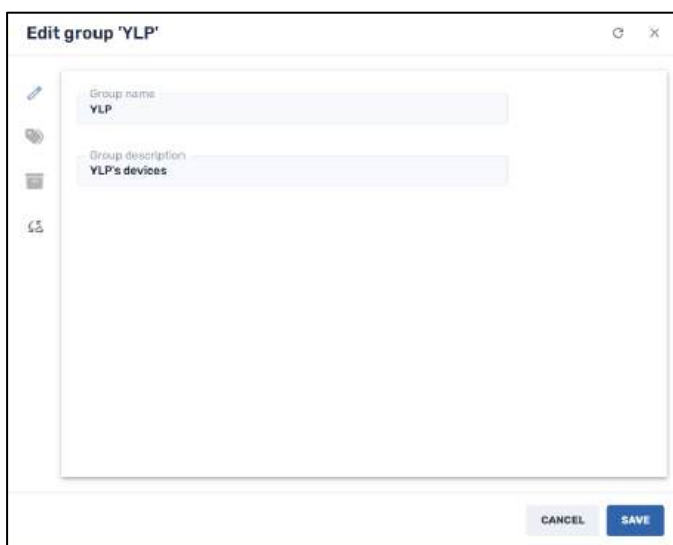 Edit group 'YLP'
Group name
YLP
Group description
YLP's devices
CANCEL
SAVE